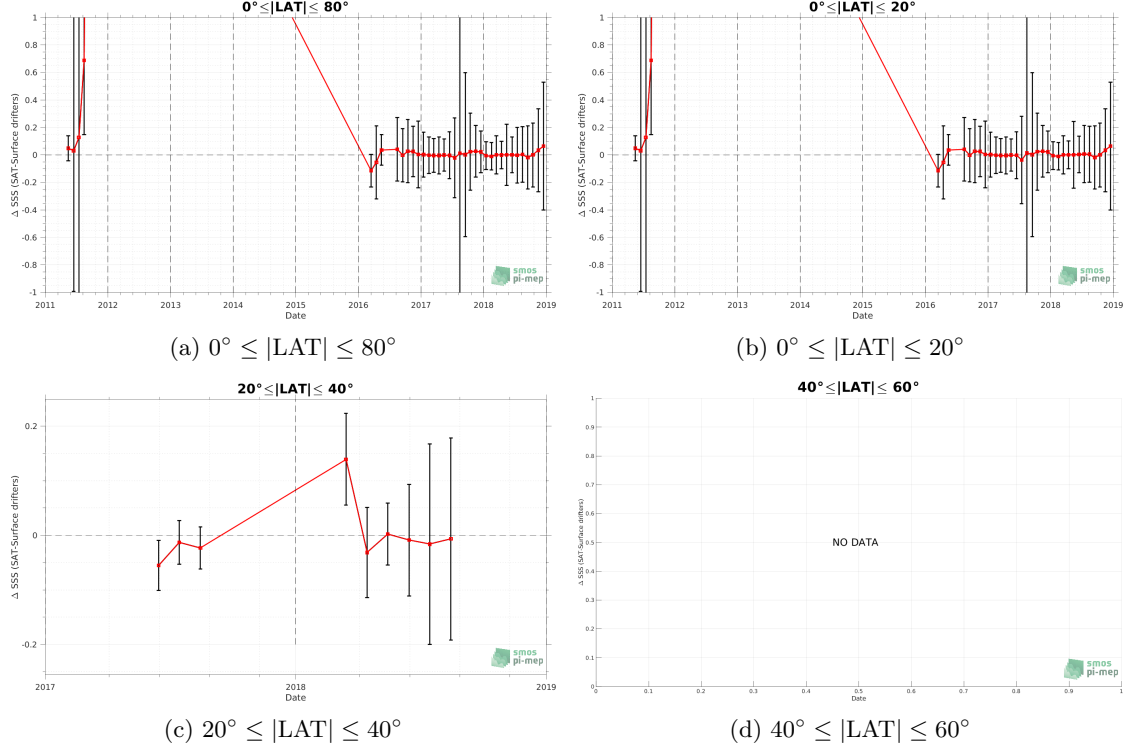 0°≤|LAT|≤ 80°
1
0.8
0.6
0.4
0.2
0
-0.2
-0.4
-0.6
-0.8
-1
Δ SSS (SAT-Surface drifters)
2011 2012 2013 2014 2015 2016 2017 2018 2019
Date
smos
pi-mep
(a) 0° ≤ |LAT| ≤ 80°
0°≤|LAT|≤ 20°
1
0.8
0.6
0.4
0.2
0
-0.2
-0.4
-0.6
-0.8
-1
Δ SSS (SAT-Surface drifters)
2011 2012 2013 2014 2015 2016 2017 2018 2019
Date
smos
pi-mep
(b) 0° ≤ |LAT| ≤ 20°
20°≤|LAT|≤ 40°
0.2
0
-0.2
Δ SSS (SAT-Surface drifters)
2017 2018 2019
Date
smos
pi-mep
(c) 20° ≤ |LAT| ≤ 40°
40°≤|LAT|≤ 60°
1
0.9
0.8
0.7
0.6
0.5
0.4
0.3
0.2
0.1
0
Δ SSS (SAT-Surface drifters)
NO DATA
0 0.1 0.2 0.3 0.4 0.5 0.6 0.7 0.8 0.9 1
Date
smos
pi-mep
(d) 40° ≤ |LAT| ≤ 60°